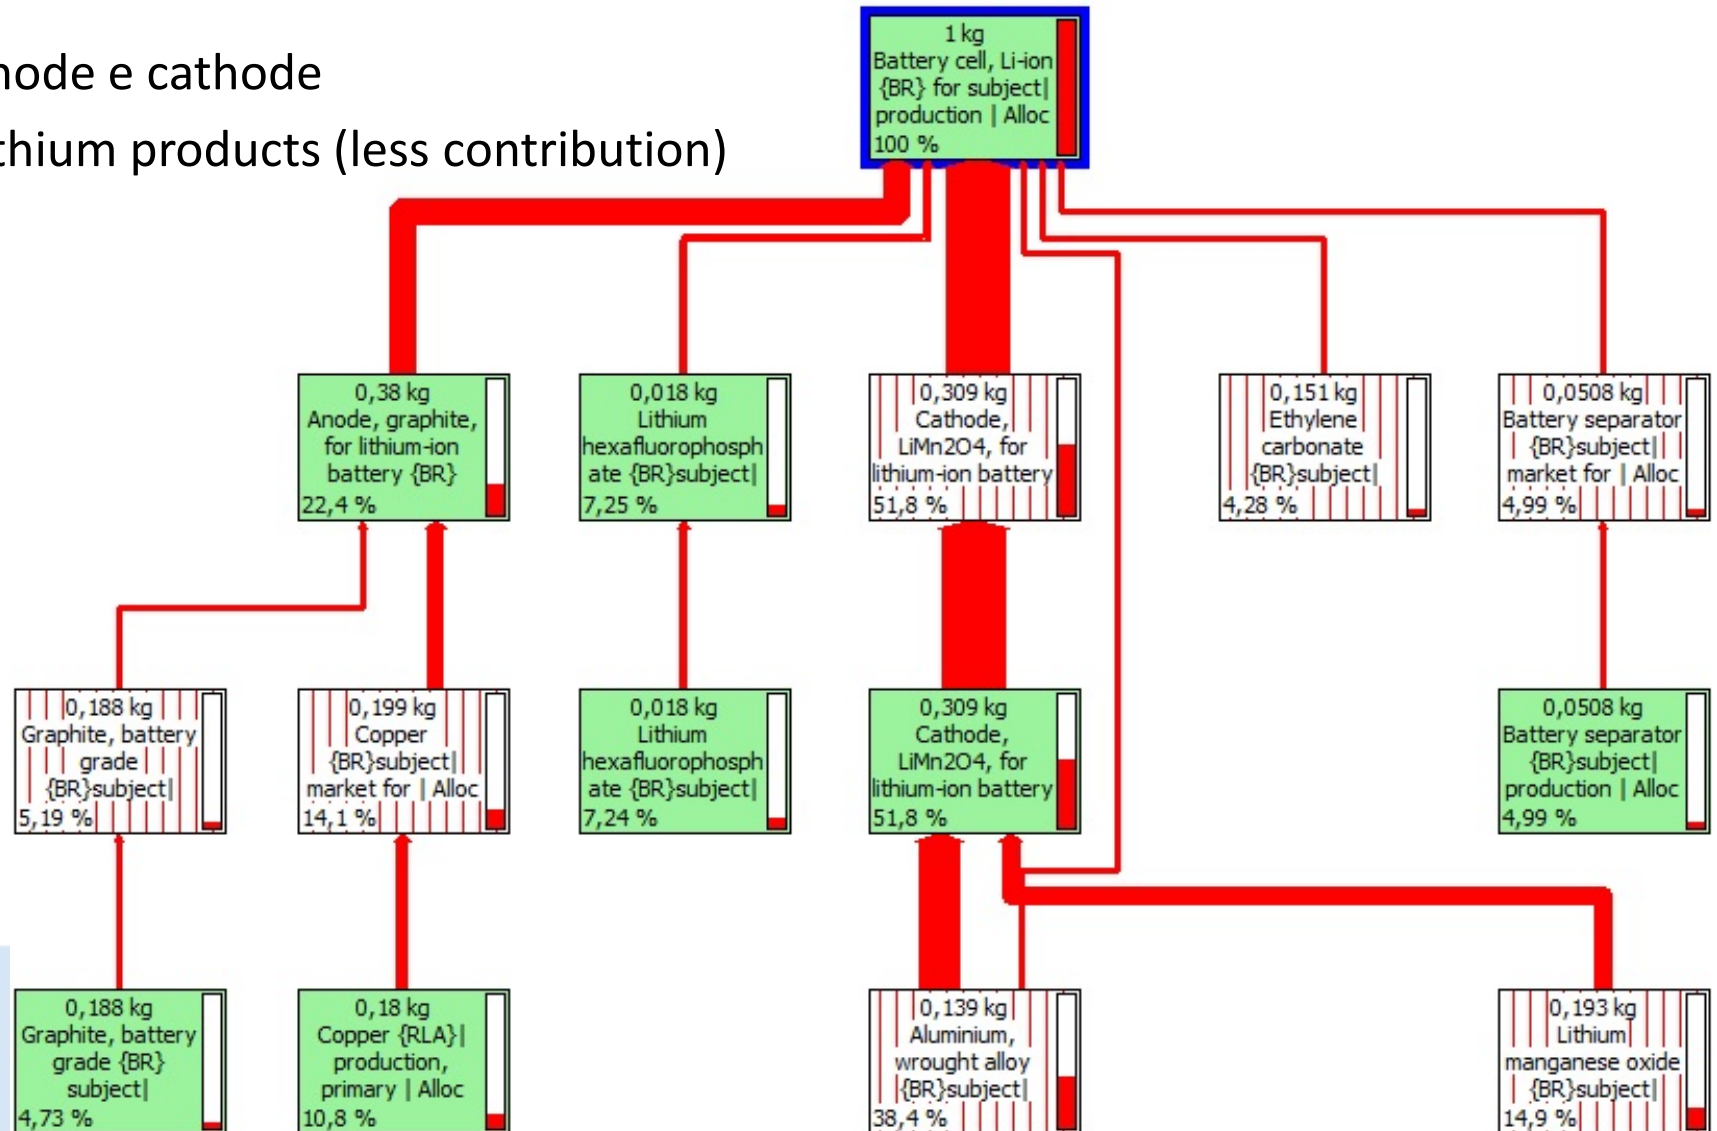 node e cathode
thium products (less contribution)
1 kg
Battery cell, Li-ion
{BR} for subject|
production | Alloc
100 %
0,38 kg
Anode, graphite,
for lithium-ion
battery {BR}
22,4 %
0,018 kg
Lithium
hexafluorophosph
ate {BR}subject|
7,25 %
0,309 kg
Cathode,
LiMn2O4, for
lithium-ion battery
51,8 %
0,151 kg
Ethylene
carbonate
{BR}subject|
4,28 %
0,0508 kg
Battery separator
{BR}subject|
market for | Alloc
4,99 %
0,188 kg
Graphite, battery
grade
{BR}subject|
5,19 %
0,199 kg
Copper
{BR}subject|
market for | Alloc
14,1 %
0,018 kg
Lithium
hexafluorophosph
ate {BR}subject|
7,24 %
0,309 kg
Cathode,
LiMn2O4, for
lithium-ion battery
51,8 %
0,0508 kg
Battery separator
{BR}subject|
production | Alloc
4,99 %
0,188 kg
Graphite, battery
grade {BR}
subject|
4,73 %
0,18 kg
Copper {RLA}|
production,
primary | Alloc
10,8 %
0,139 kg
Aluminium,
wrought alloy
{BR}subject|
38,4 %
0,193 kg
Lithium
manganese oxide
{BR}subject|
14,9 %